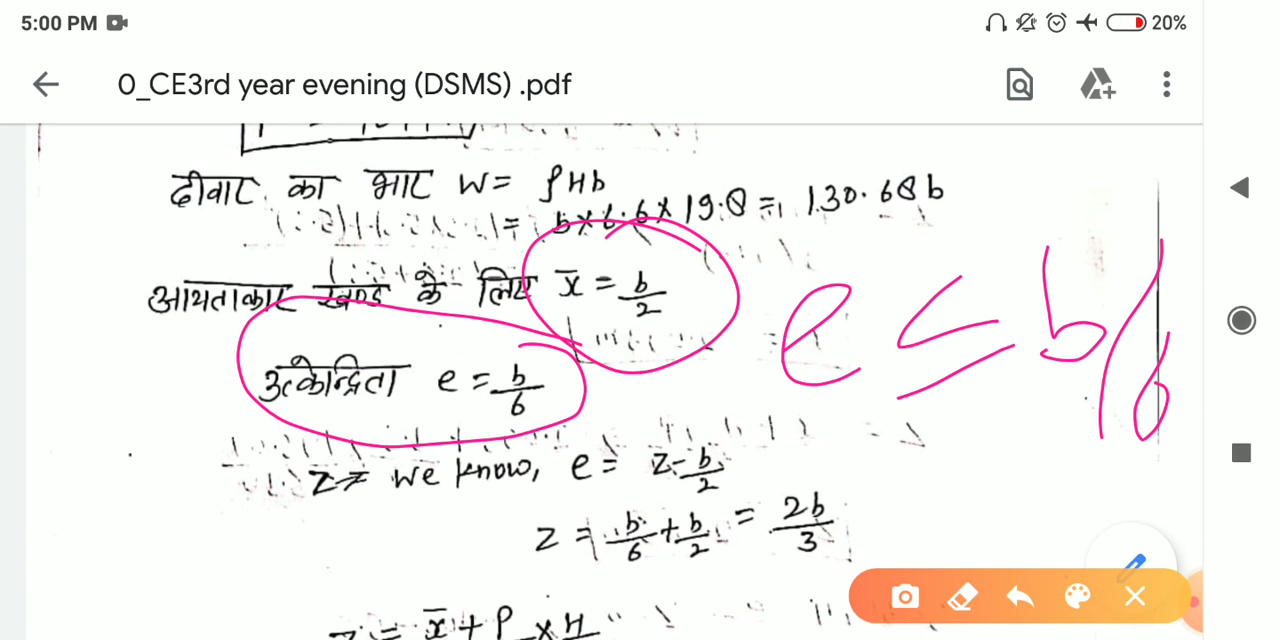 5:00 PM 20%
0_CE3rd year evening (DSMS) .pdf
दीवार का भार W = ρHb
= b×6.6×19.8 = 130.68b
आयताकार खण्ड के लिए x̄ = b/2
e ≤ b/6
उत्केन्द्रिता e = b/6
We know, e = z - b/2
z = b/6 + b/2 = 2b/3
x̄ + P × H